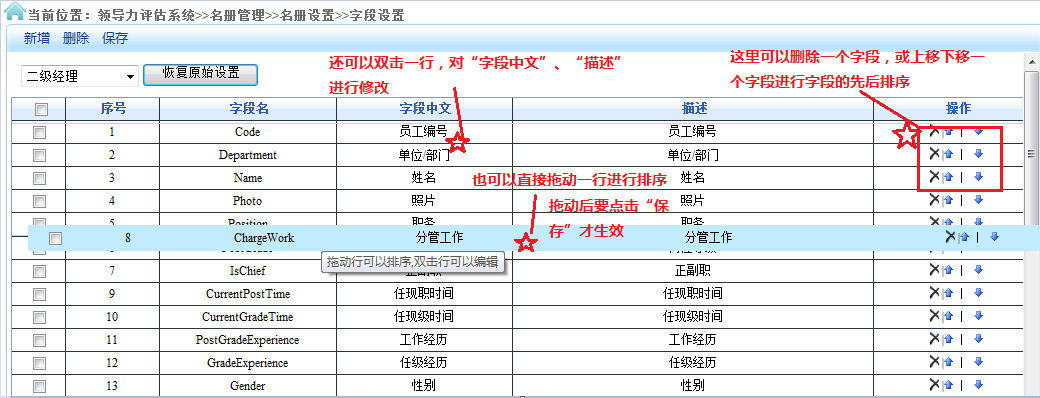 当前位置：领导力评估系统>>名册管理>>名册设置>>字段设置
新增 删除 保存
二级经理 恢复原始设置
还可以双击一行，对“字段中文”、“描述”
进行修改
这里可以删除一个字段，或上移下移一
个字段进行字段的先后排序
序号 字段名 字段中文 描述 操作
1 Code 员工编号 员工编号
2 Department 单位/部门 单位/部门
3 Name 姓名 姓名
也可以直接拖动一行进行排序
4 Photo 照片 照片
拖动后要点击“保
存”才生效
5 Position 职务 职务
8 ChargeWork 分管工作 分管工作
拖动行可以排序,双击行可以编辑
7 IsChief 正副职 正副职
9 CurrentPostTime 任现职时间 任现职时间
10 CurrentGradeTime 任现级时间 任现级时间
11 PostGradeExperience 工作经历 工作经历
12 GradeExperience 任级经历 任级经历
13 Gender 性别 性别